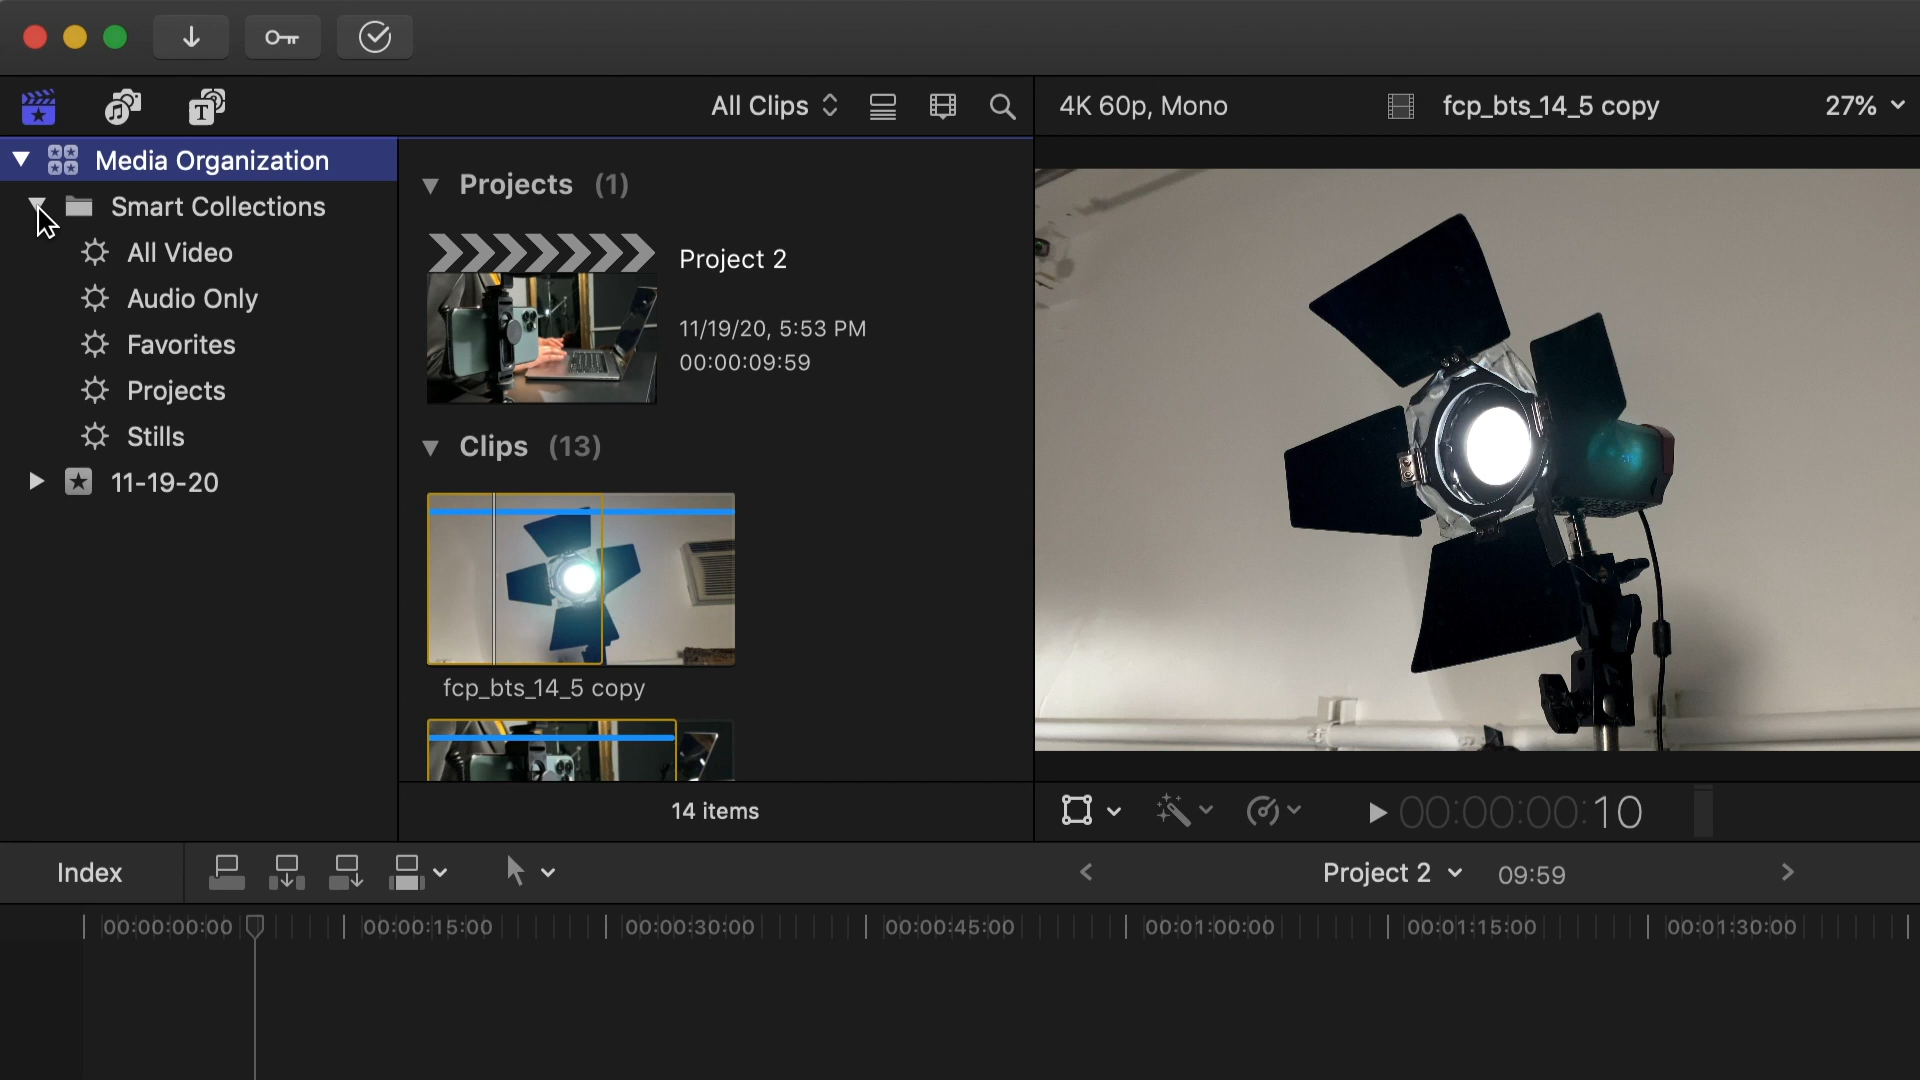 All Clips
4K 60p, Mono
fcp_bts_14_5 copy
27%
Media Organization
Smart Collections
All Video
Audio Only
Favorites
Projects
Stills
11-19-20
Projects (1)
Project 2
11/19/20, 5:53 PM
00:00:09:59
Clips (13)
fcp_bts_14_5 copy
14 items
00:00:00:10
Index
Project 2
09:59
00:00:00:00
00:00:15:00
00:00:30:00
00:00:45:00
00:01:00:00
00:01:15:00
00:01:30:00